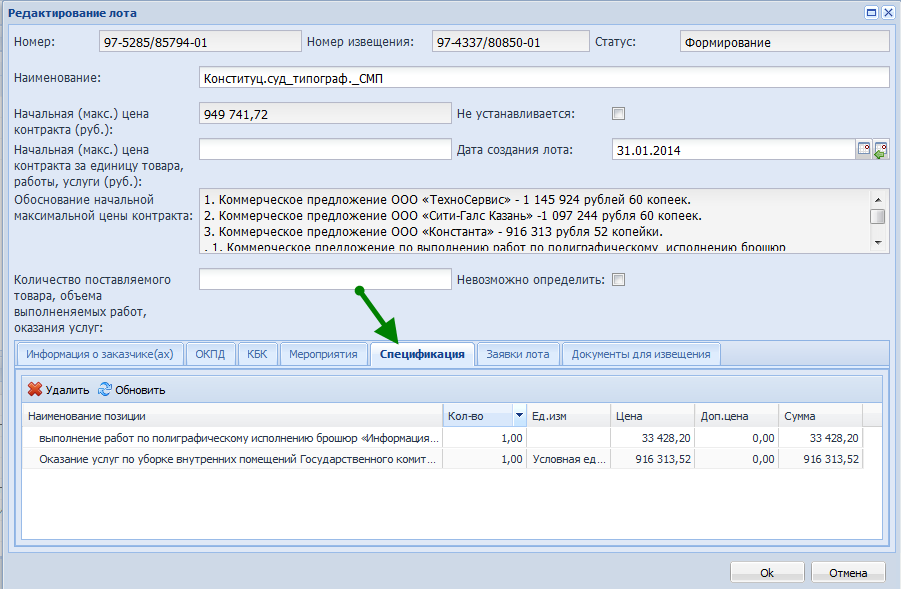 Редактирование лота
Номер: 97-5285/85794-01 Номер извещения: 97-4337/80850-01 Статус: Формирование
Наименование: Конституц.суд_типограф._СМП
Начальная (макс.) цена
контракта (руб.): 949 741,72 Не устанавливается:
Начальная (макс.) цена
контракта за единицу товара,
работы, услуги (руб.): Дата создания лота: 31.01.2014
Обоснование начальной
максимальной цены контракта:
1. Коммерческое предложение ООО «ТехноСервис» - 1 145 924 рублей 60 копеек.
2. Коммерческое предложение ООО «Сити-Галс Казань» -1 097 244 рубля 60 копеек.
3. Коммерческое предложение ООО «Константа» - 916 313 рубля 52 копейки.
. 1. Коммерческое предложение по выполнению работ по полиграфическому исполнению брошюр
Количество поставляемого
товара, объема
выполненяемых работ,
оказания услуг: Невозможно определить:
Информация о заказчике(ах) ОКПД КБК Мероприятия Спецификация Заявки лота Документы для извещения
Удалить Обновить
Наименование позиции Кол-во Ед.изм Цена Доп.цена Сумма
выполнение работ по полиграфическому исполнению брошюр «Информация... 1,00 33 428,20 0,00 33 428,20
Оказание услуг по уборке внутренних помещений Государственного комит... 1,00 Условная ед... 916 313,52 0,00 916 313,52
Ok Отмена